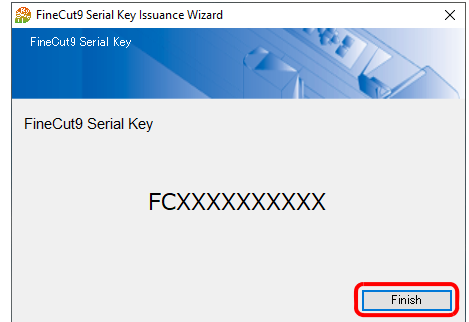 FineCut9 Serial Key Issuance Wizard
FineCut9 Serial Key
FineCut9 Serial Key
FCXXXXXXXXXX
Finish